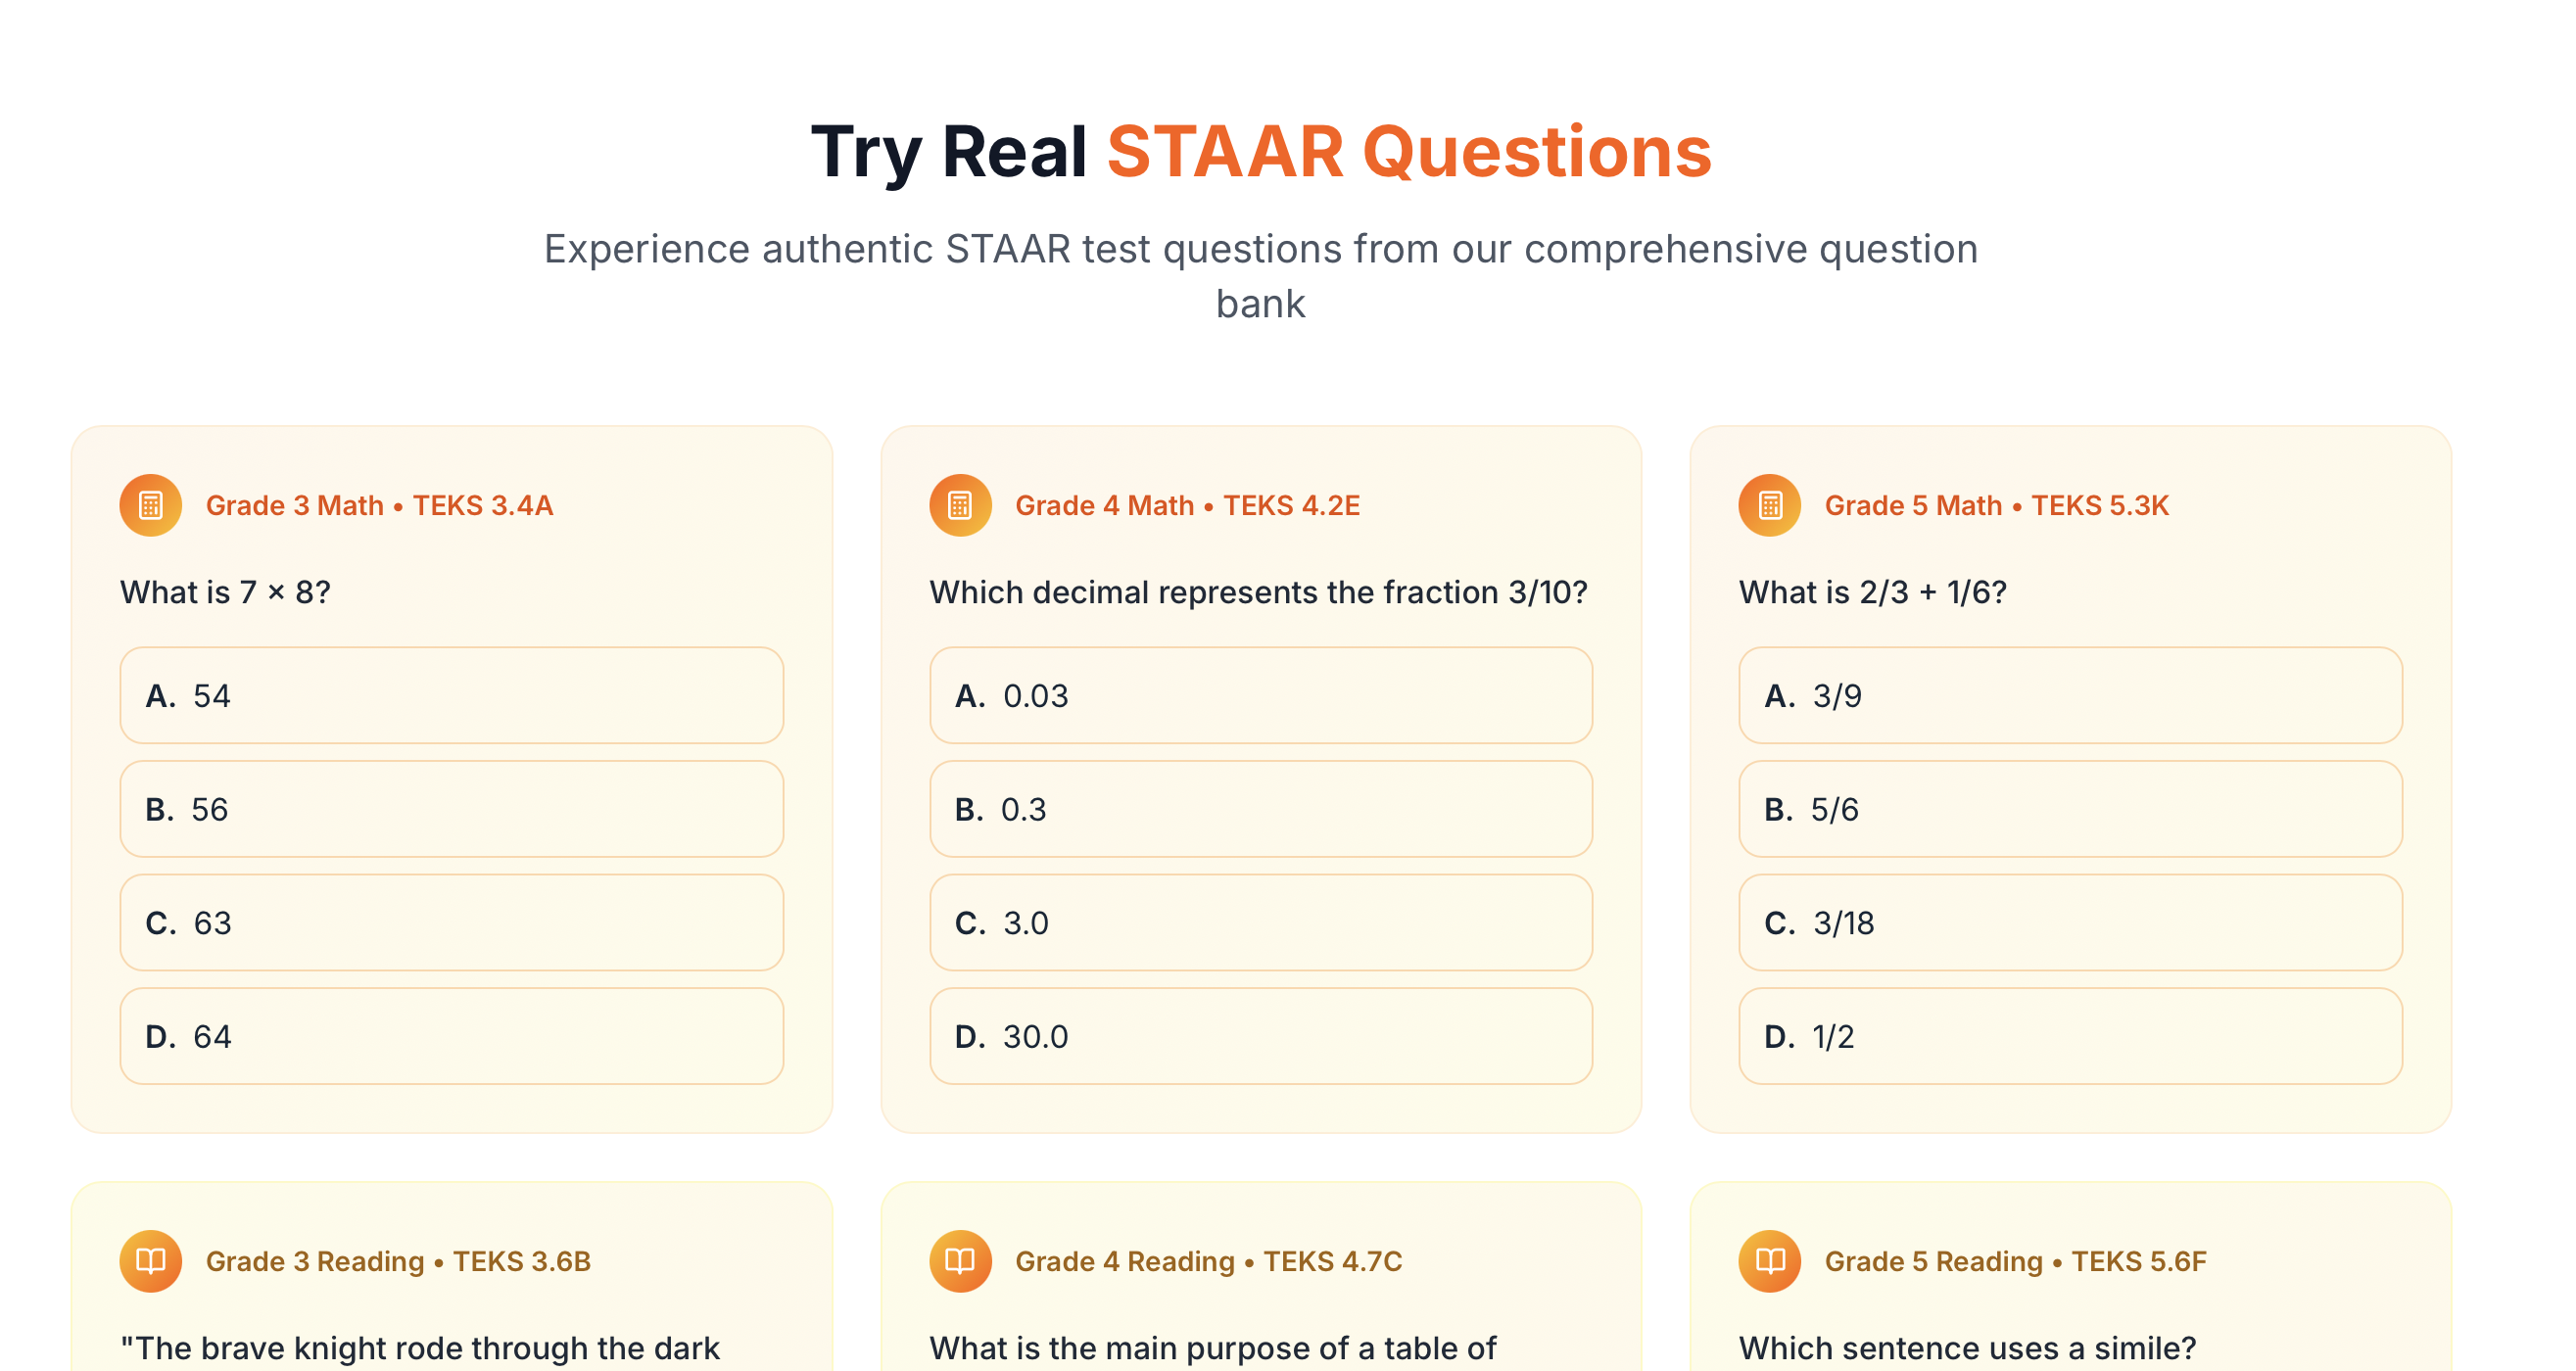 Try Real STAAR Questions
Experience authentic STAAR test questions from our comprehensive question
bank
Grade 3 Math • TEKS 3.4A
What is 7 × 8?
A. 54
B. 56
C. 63
D. 64
Grade 4 Math • TEKS 4.2E
Which decimal represents the fraction 3/10?
A. 0.03
B. 0.3
C. 3.0
D. 30.0
Grade 5 Math • TEKS 5.3K
What is 2/3 + 1/6?
A. 3/9
B. 5/6
C. 3/18
D. 1/2
Grade 3 Reading • TEKS 3.6B
"The brave knight rode through the dark
Grade 4 Reading • TEKS 4.7C
What is the main purpose of a table of
Grade 5 Reading • TEKS 5.6F
Which sentence uses a simile?